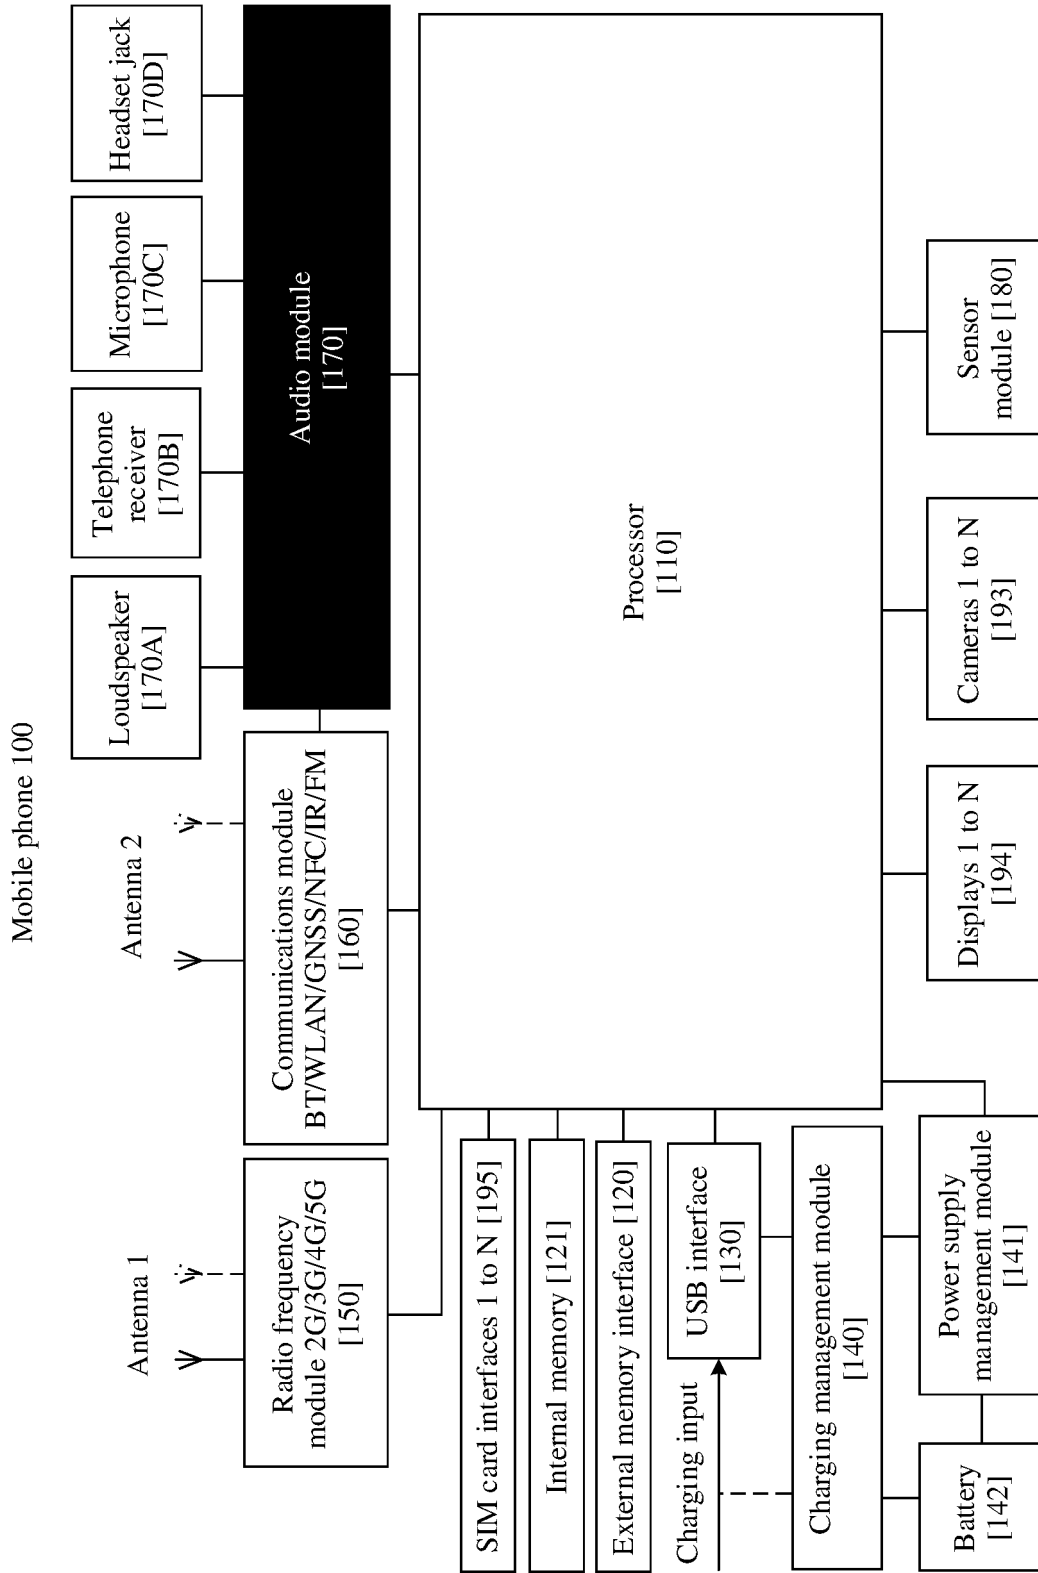 Mobile phone 100
Antenna 1
Antenna 2
Radio frequency
module 2G/3G/4G/5G
[150]
Communications module
BT/WLAN/GNSS/NFC/IR/FM
[160]
Loudspeaker
[170A]
Telephone
receiver
[170B]
Microphone
[170C]
Headset jack
[170D]
Audio module
[170]
SIM card interfaces 1 to N [195]
Internal memory [121]
External memory interface [120]
Charging input
USB interface
[130]
Charging management module
[140]
Battery
[142]
Power supply
management module
[141]
Processor
[110]
Displays 1 to N
[194]
Cameras 1 to N
[193]
Sensor
module [180]